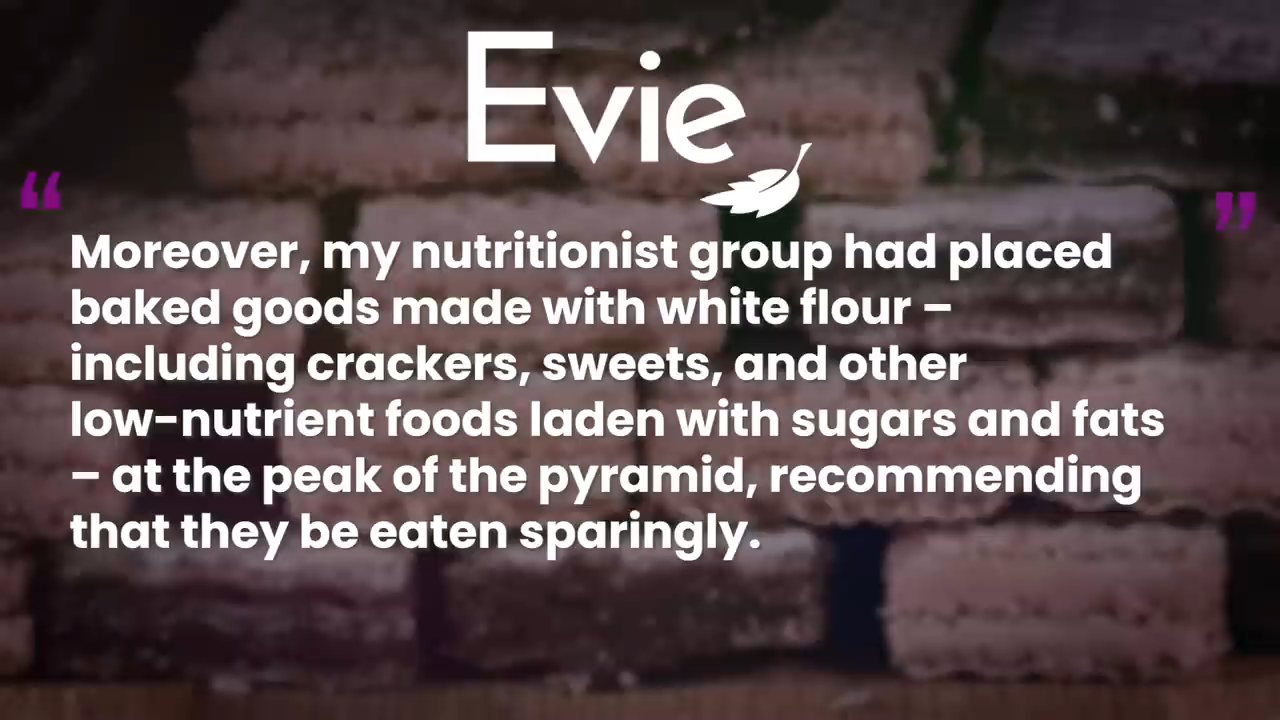 Evie
“ ”
Moreover, my nutritionist group had placed
baked goods made with white flour –
including crackers, sweets, and other
low-nutrient foods laden with sugars and fats
– at the peak of the pyramid, recommending
that they be eaten sparingly.